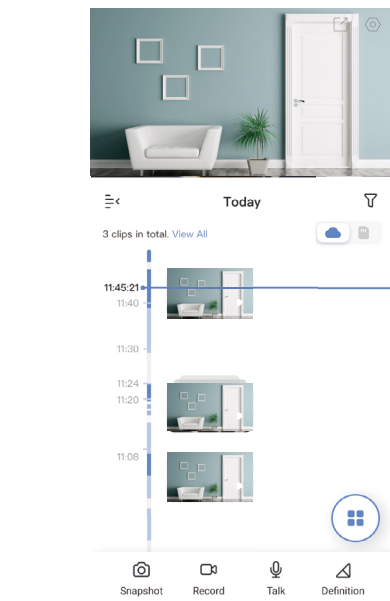 Today
3 clips in total. View All
11:45:21
11:40
11:30
11:24
11:20
11:08
Snapshot Record Talk Definition